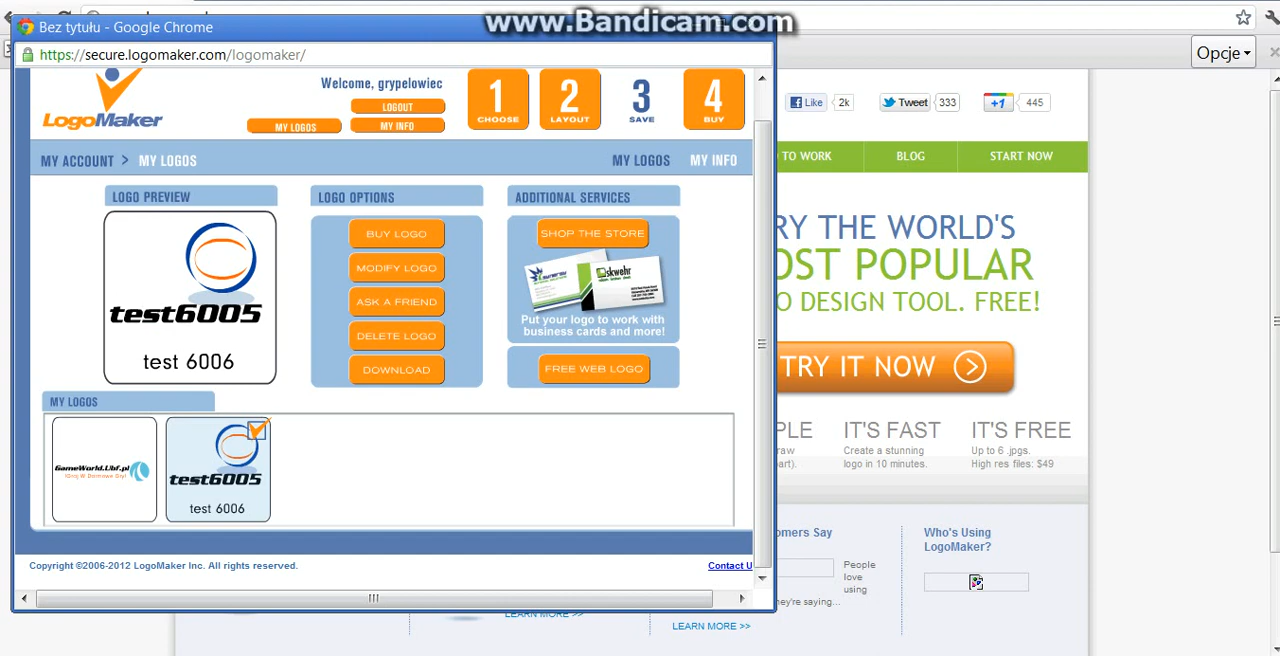 www.Bandicam.com
Bez tytułu - Google Chrome
https://secure.logomaker.com/logomaker/
Opcje
LogoMaker
Welcome, grypelowiec
LOGOUT
MY LOGOS
MY INFO
1
CHOOSE
2
LAYOUT
3
SAVE
4
BUY
MY ACCOUNT > MY LOGOS
MY LOGOS
MY INFO
LOGO PREVIEW
test6005
test 6006
LOGO OPTIONS
BUY LOGO
MODIFY LOGO
ASK A FRIEND
DELETE LOGO
DOWNLOAD
ADDITIONAL SERVICES
SHOP THE STORE
skwehr
Put your logo to work with
business cards and more!
FREE WEB LOGO
MY LOGOS
GameWorld.Ubf.pl
test6005
test 6006
Copyright ©2006-2012 LogoMaker Inc. All rights reserved.
Contact U
Like
2k
Tweet
333
+1
445
TO WORK
BLOG
START NOW
RY THE WORLD'S
OST POPULAR
O DESIGN TOOL. FREE!
TRY IT NOW
PLE
raw
art).
IT'S FAST
Create a stunning
logo in 10 minutes.
IT'S FREE
Up to 6 .jpgs.
High res files: $49
omers Say
People
love
using
hey're saying...
Who's Using
LogoMaker?
LEARN MORE >>
LEARN MORE >>